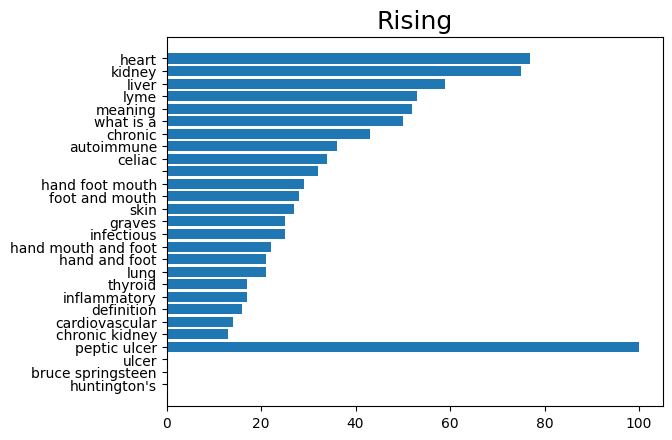 Rising
heart
kidney
liver
lyme
meaning
what is a
chronic
autoimmune
celiac
hand foot mouth
foot and mouth
skin
graves
infectious
hand mouth and foot
hand and foot
lung
thyroid
inflammatory
definition
cardiovascular
chronic kidney
peptic ulcer
ulcer
bruce springsteen
huntington's
0 20 40 60 80 100